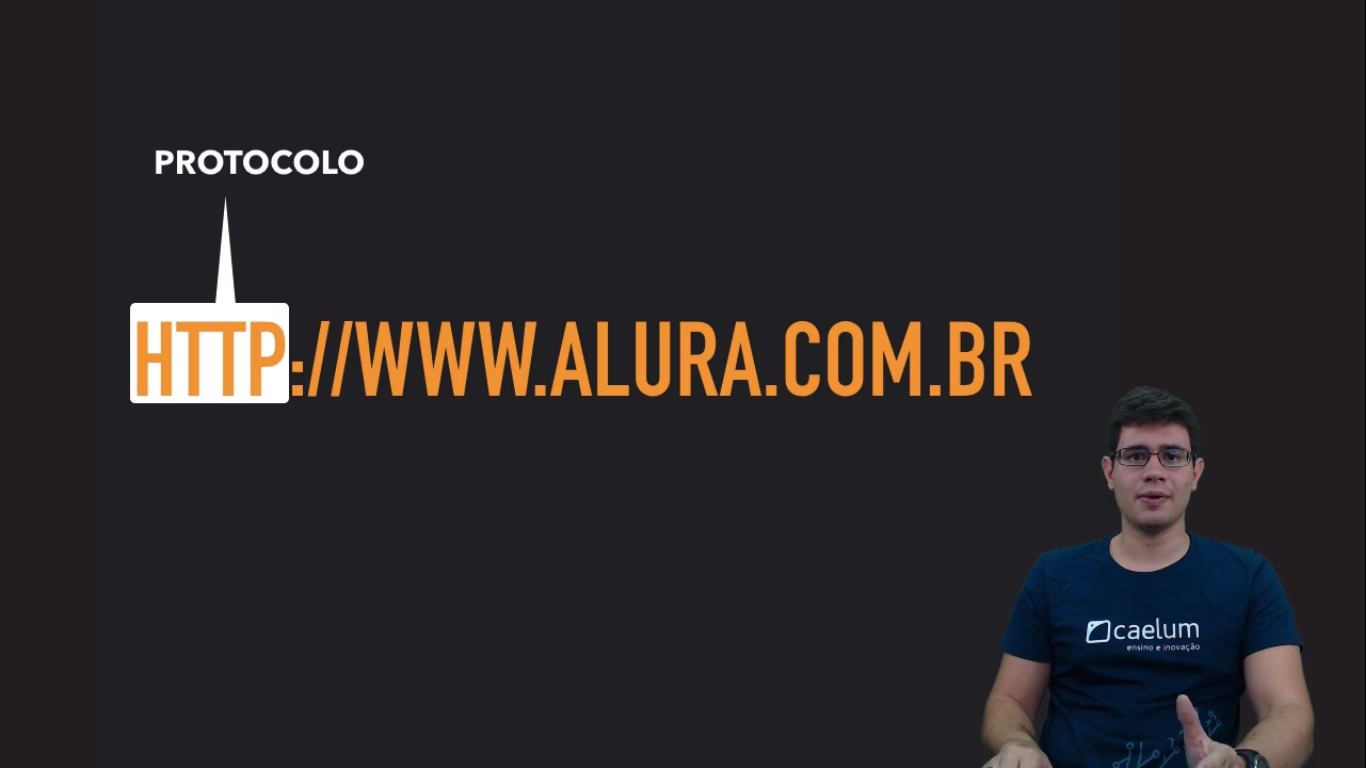 PROTOCOLO
HTTP://WWW.ALURA.COM.BR
caelum
ensino e inovação